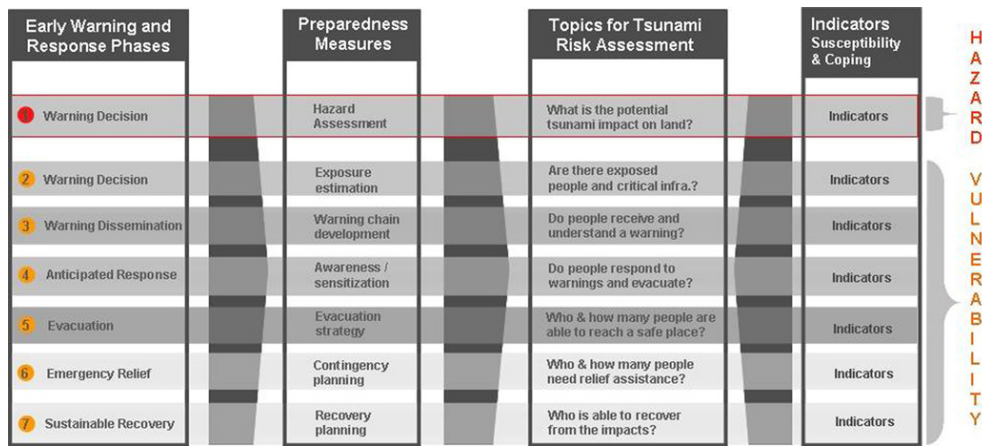 Early Warning and
Response Phases
Preparedness
Measures
Topics for Tsunami
Risk Assessment
Indicators
Susceptibility
& Coping
1 Warning Decision
Hazard
Assessment
What is the potential
tsunami impact on land?
Indicators
2 Warning Decision
Exposure
estimation
Are there exposed
people and critical infra.?
Indicators
3 Warning Dissemination
Warning chain
development
Do people receive and
understand a warning?
Indicators
4 Anticipated Response
Awareness /
sensitization
Do people respond to
warnings and evacuate?
Indicators
5 Evacuation
Evacuation
strategy
Who & how many people are
able to reach a safe place?
Indicators
6 Emergency Relief
Contingency
planning
Who & how many people
need relief assistance?
Indicators
7 Sustainable Recovery
Recovery
planning
Who is able to recover
from the impacts?
Indicators
HAZARD
VULNERABILITY